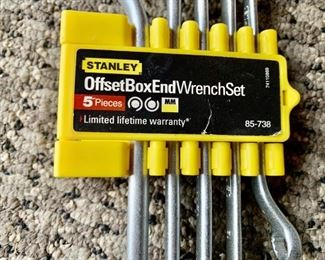 STANLEY
OffsetBoxEndWrenchSet
5 Pieces MM
Limited lifetime warranty*
85-738